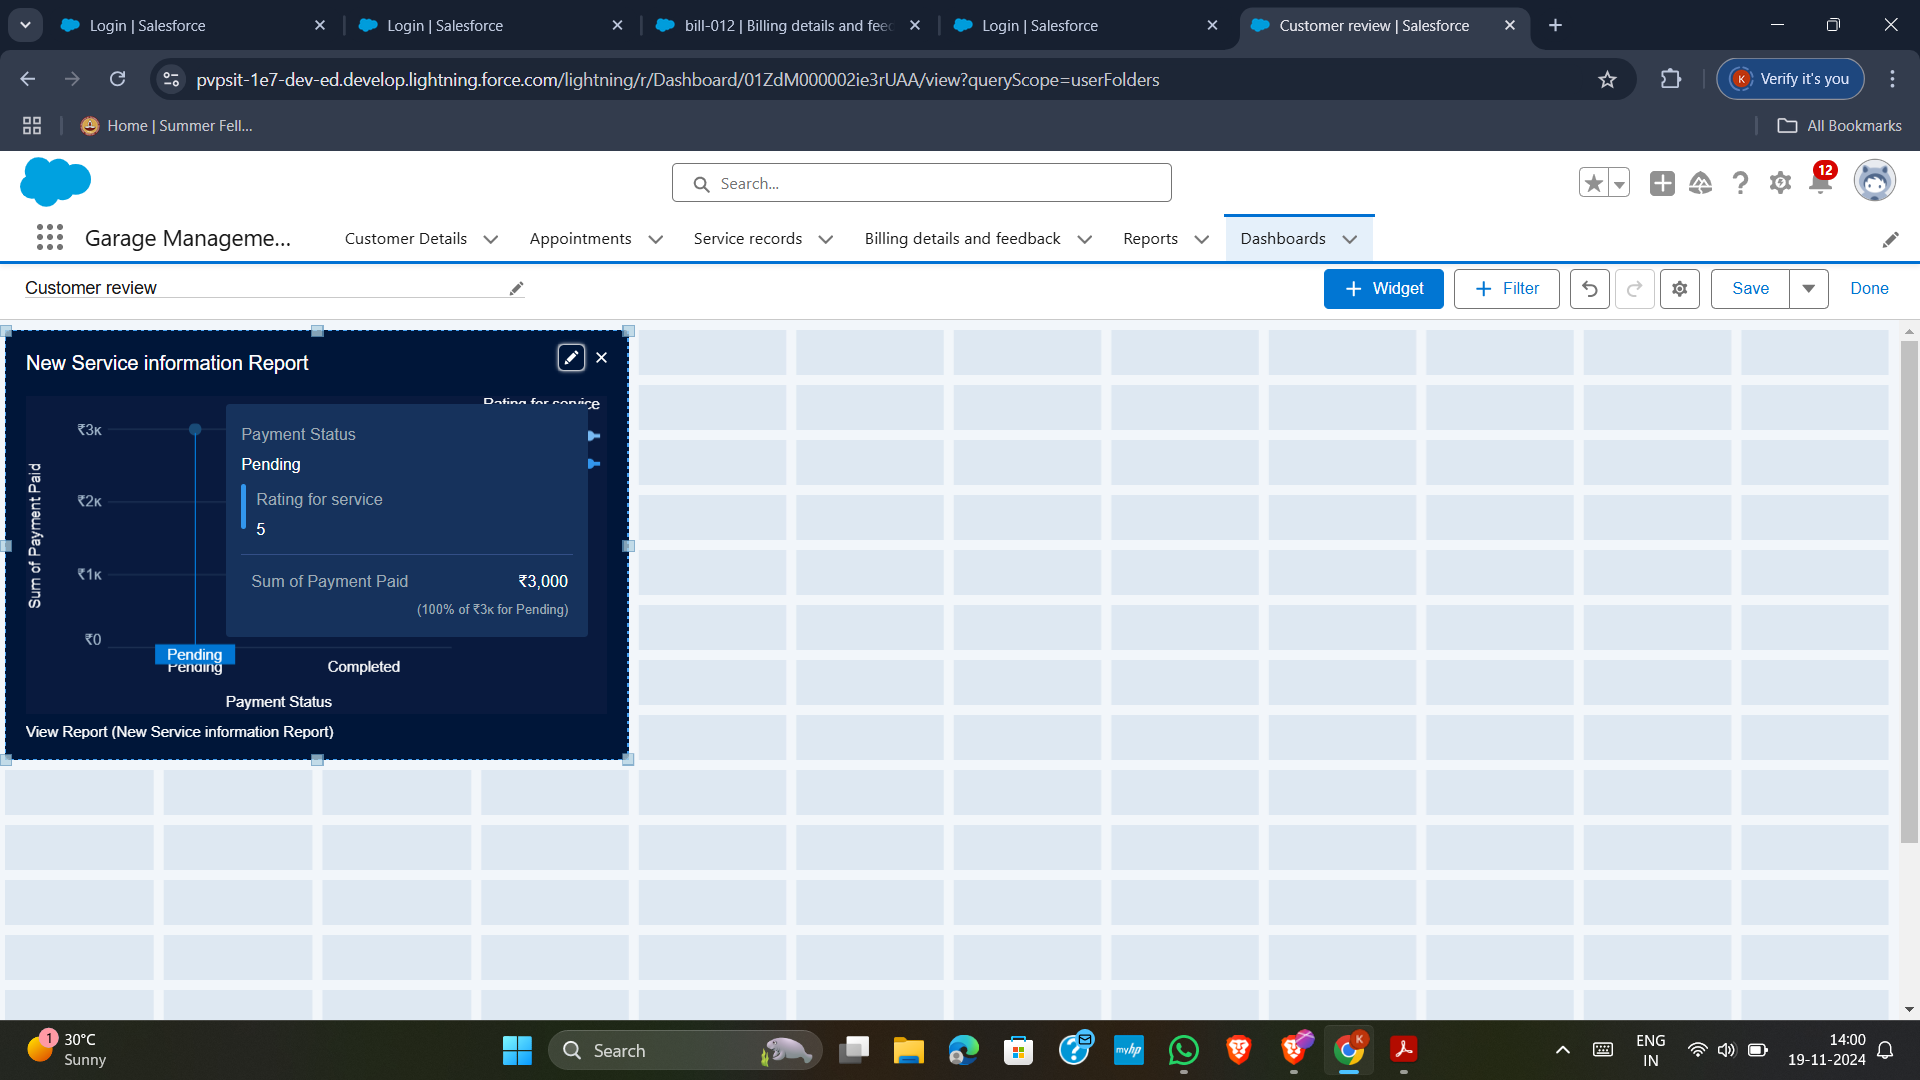 Login | Salesforce
Login | Salesforce
bill-012 | Billing details and feed
Login | Salesforce
Customer review | Salesforce
pvpsit-1e7-dev-ed.develop.lightning.force.com/lightning/r/Dashboard/01ZdM000002ie3rUAA/view?queryScope=userFolders
K
Verify it's you
Home | Summer Fell...
All Bookmarks
Search...
12
Garage Manageme...
Customer Details
Appointments
Service records
Billing details and feedback
Reports
Dashboards
Customer review
+ Widget
+ Filter
Save
Done
New Service information Report
Rating for service
Sum of Payment Paid
₹3K
₹2K
₹1K
₹0
Payment Status
Pending
Rating for service
5
Sum of Payment Paid
₹3,000
(100% of ₹3K for Pending)
Pending
Pending
Completed
Payment Status
View Report (New Service information Report)
1
30°C
Sunny
Search
myhp
K
ENG
IN
14:00
19-11-2024